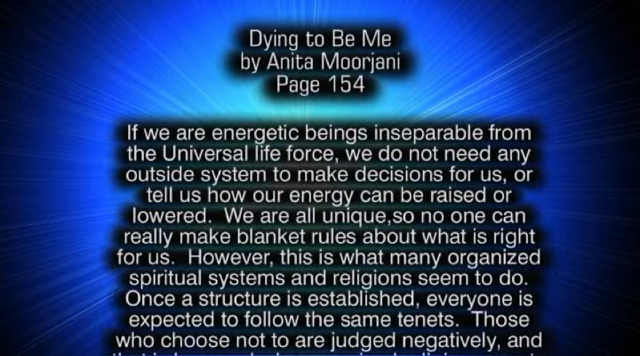 Dying to Be Me
by Anita Moorjani
Page 154
If we are energetic beings inseparable from
the Universal life force, we do not need any
outside system to make decisions for us, or
tell us how our energy can be raised or
lowered. We are all unique,so no one can
really make blanket rules about what is right
for us. However, this is what many organized
spiritual systems and religions seem to do.
Once a structure is established, everyone is
expected to follow the same tenets. Those
who choose not to are judged negatively, and